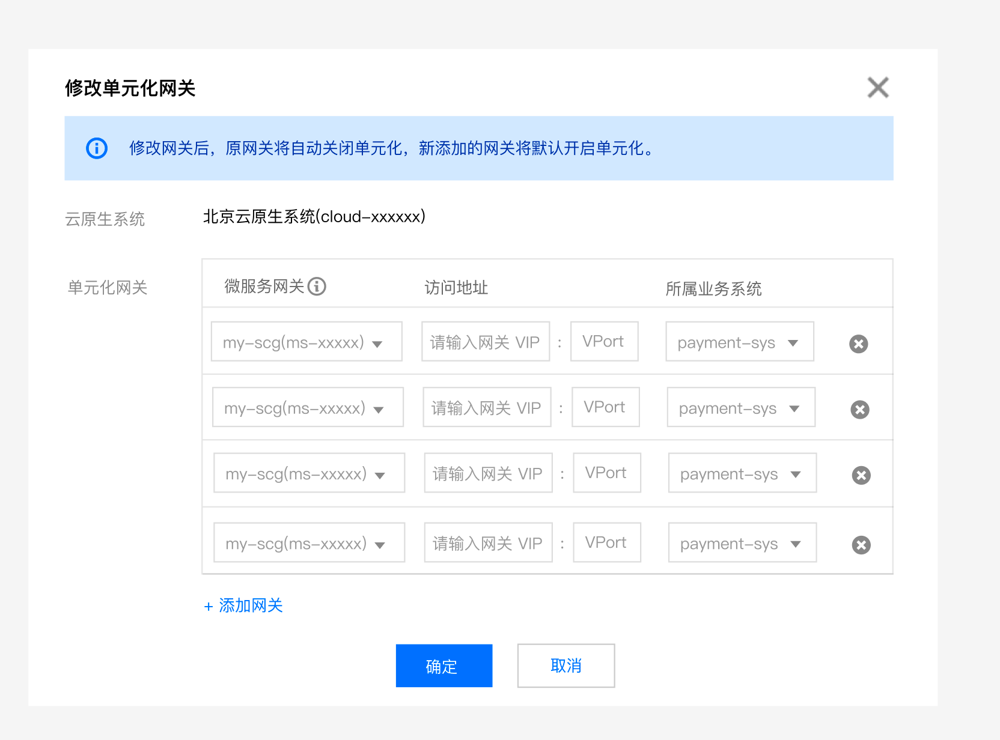 修改单元化网关
修改网关后，原网关将自动关闭单元化，新添加的网关将默认开启单元化。
云原生系统 北京云原生系统(cloud-xxxxxx)
单元化网关 微服务网关 访问地址 所属业务系统
my-scg(ms-xxxxx) 请输入网关 VIP : VPort payment-sys
my-scg(ms-xxxxx) 请输入网关 VIP : VPort payment-sys
my-scg(ms-xxxxx) 请输入网关 VIP : VPort payment-sys
my-scg(ms-xxxxx) 请输入网关 VIP : VPort payment-sys
+ 添加网关
确定 取消